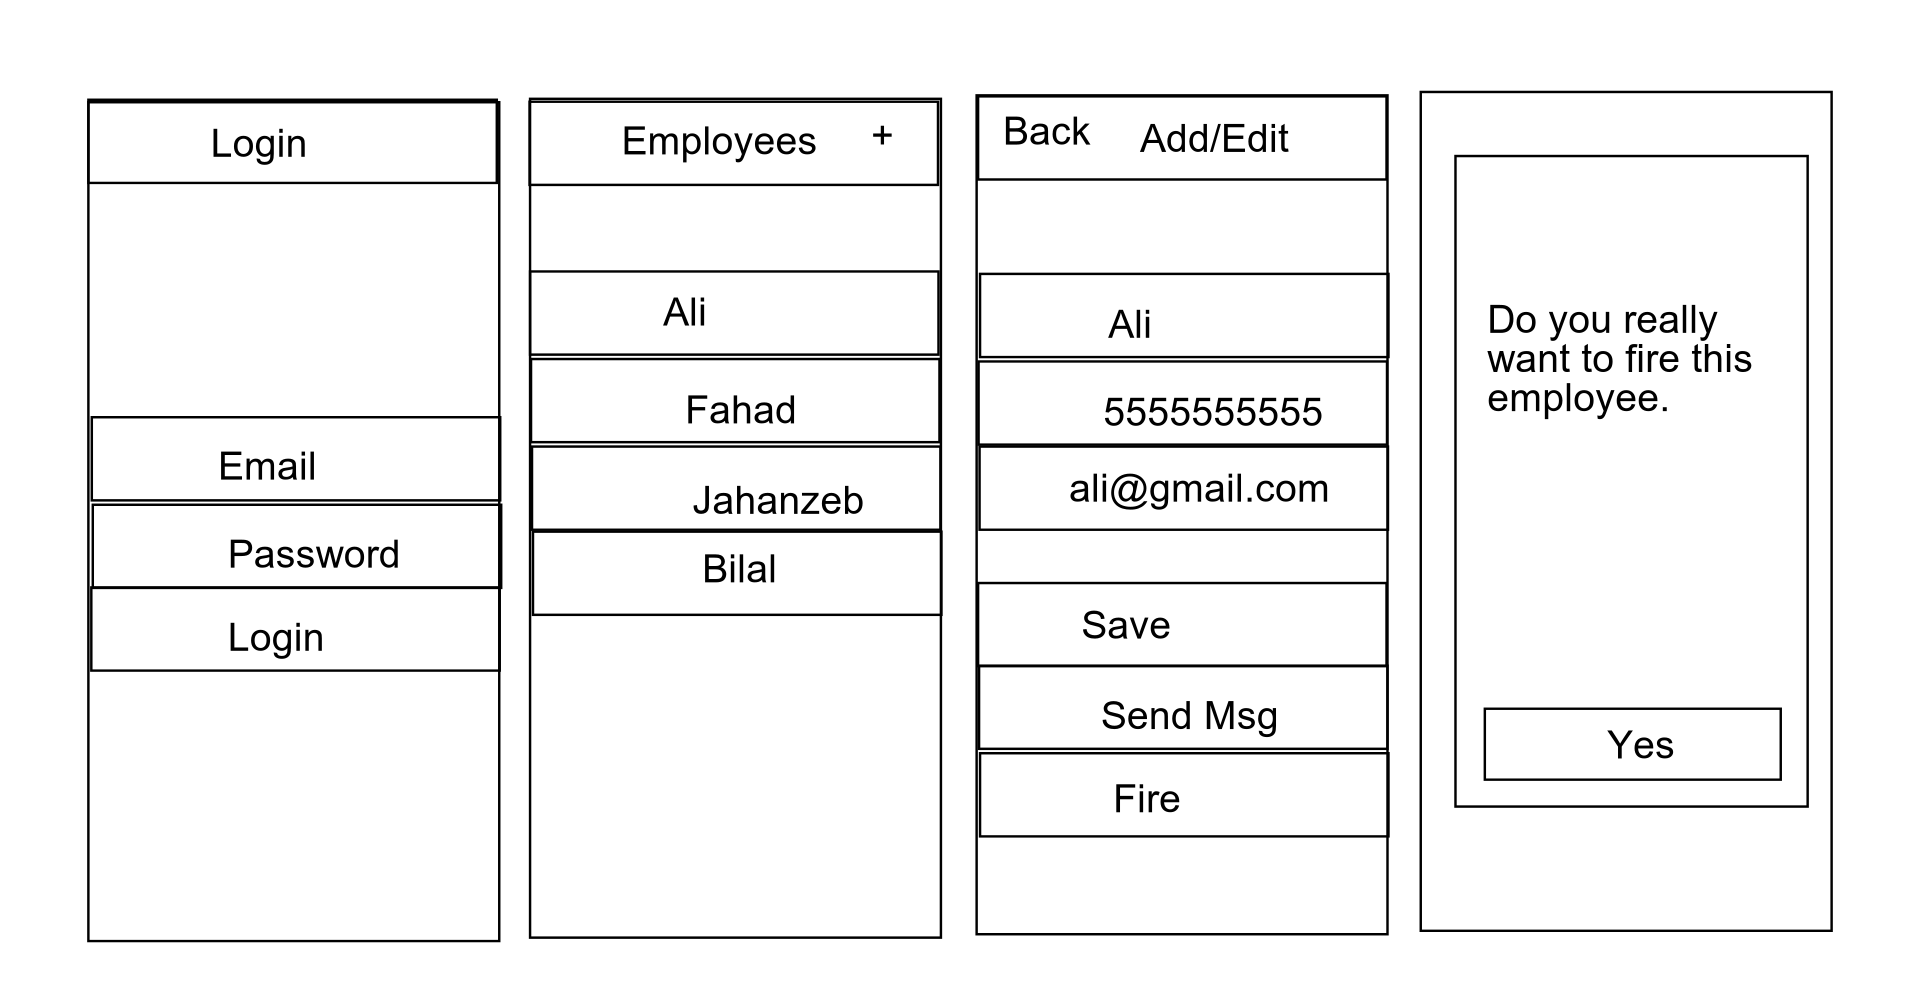 Login
Email
Password
Login
Employees +
Ali
Fahad
Jahanzeb
Bilal
Back Add/Edit
Ali
5555555555
ali@gmail.com
Save
Send Msg
Fire
Do you really
want to fire this
employee.
Yes